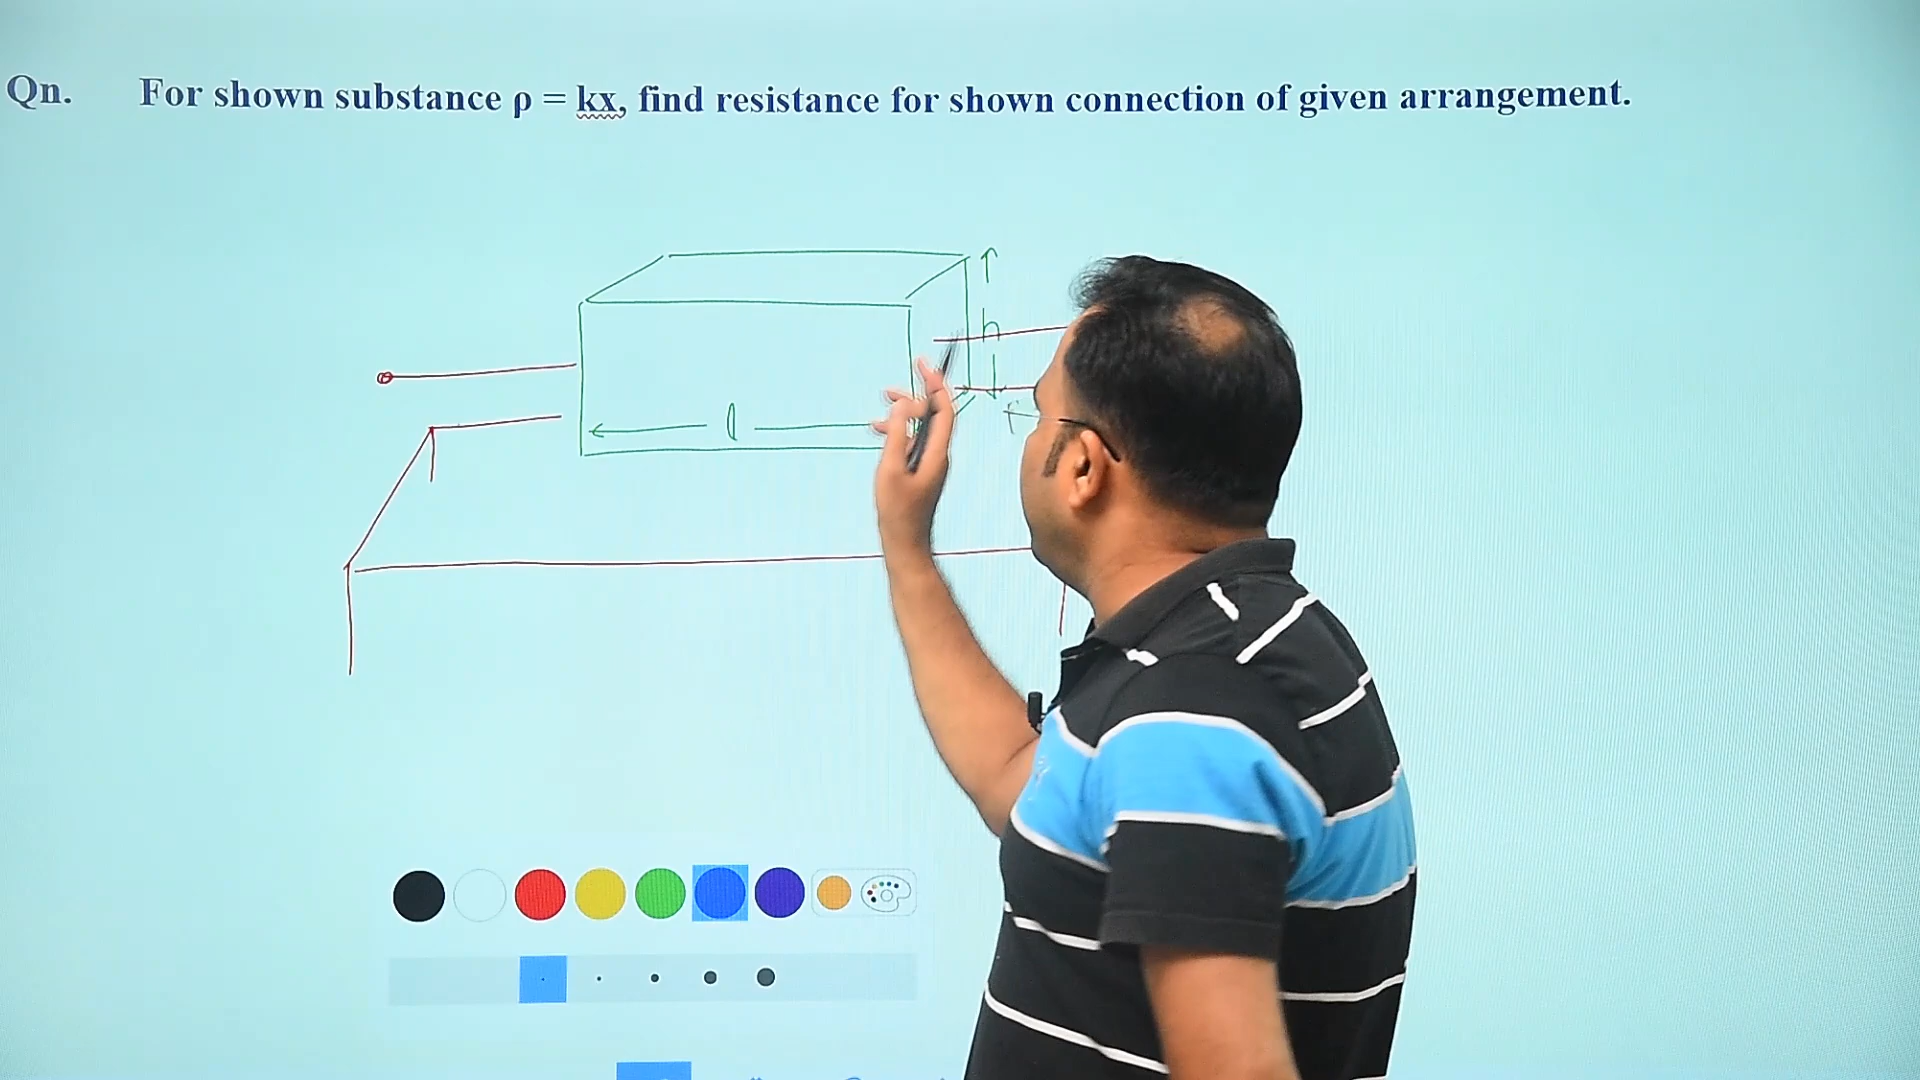 Qn. For shown substance ρ = kx, find resistance for shown connection of given arrangement.
h
l